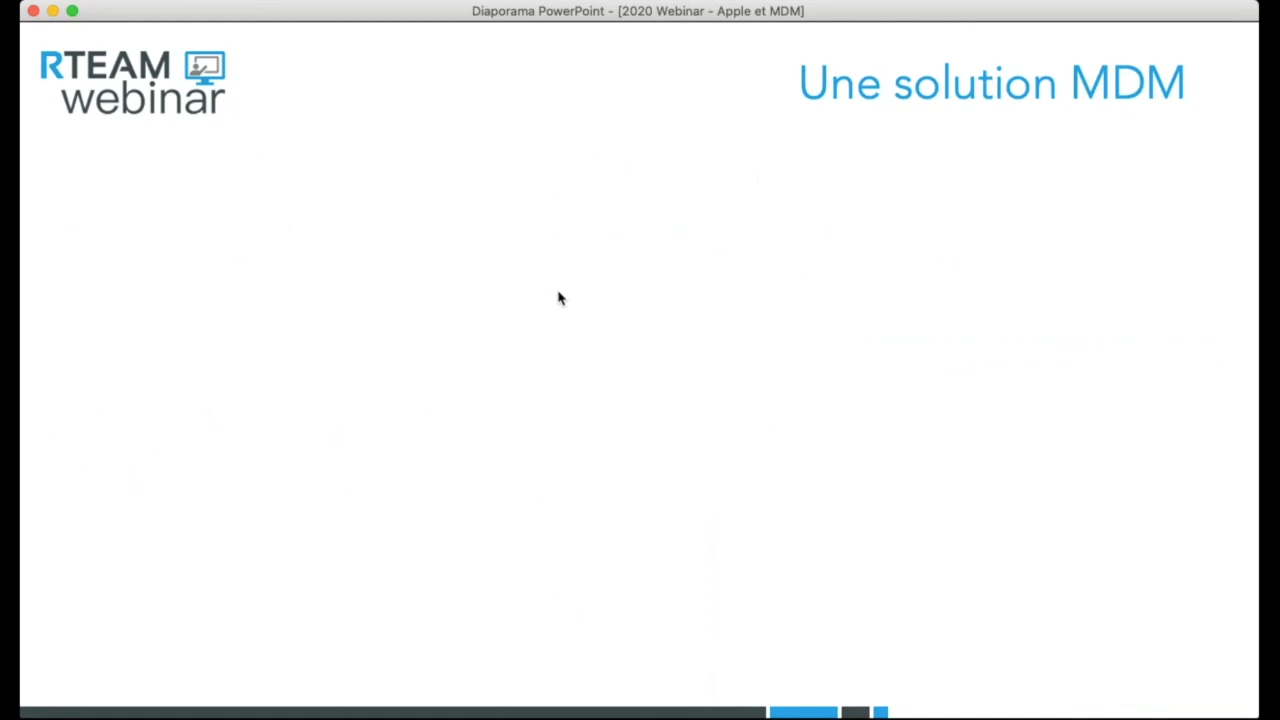 Diaporama PowerPoint - [2020 Webinar - Apple et MDM]
RTEAM
webinar
Une solution MDM